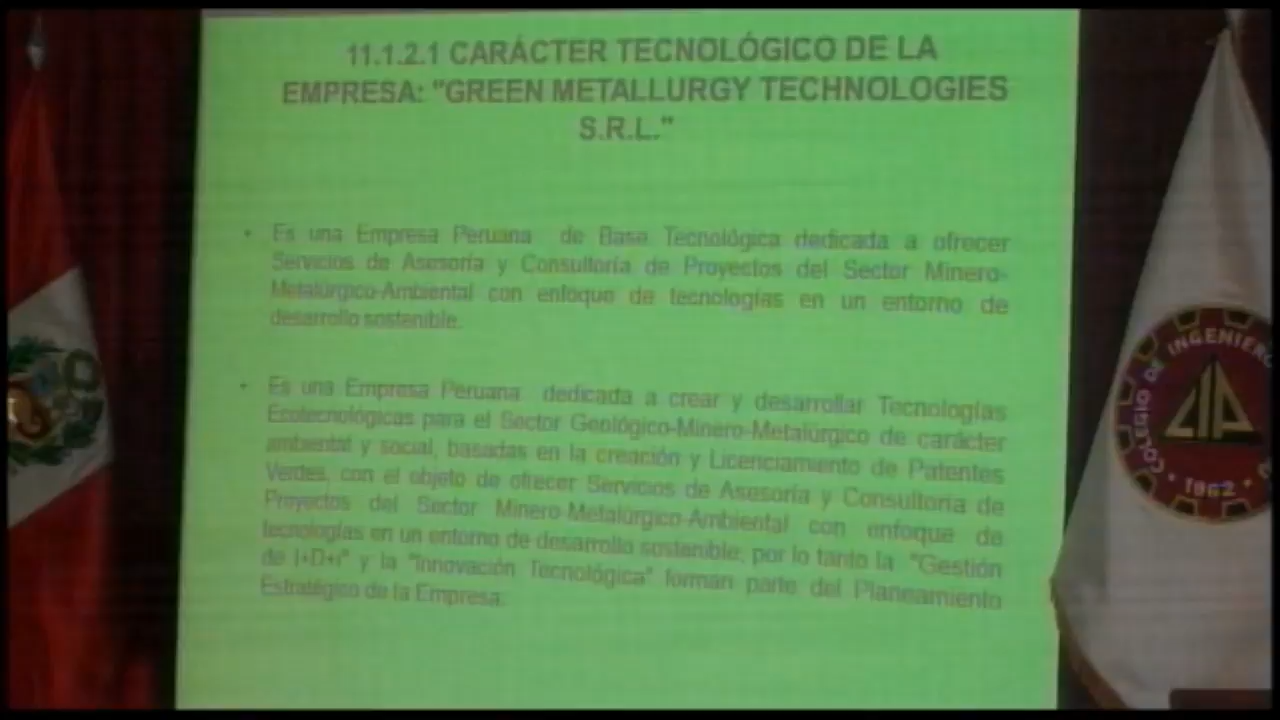 11.1.2.1 CARÁCTER TECNOLÓGICO DE LA
EMPRESA: "GREEN METALLURGY TECHNOLOGIES
S.R.L."
• Es una Empresa Peruana de Base Tecnológica dedicada a ofrecer
Servicios de Asesoría y Consultoría de Proyectos del Sector Minero-
Metalúrgico-Ambiental con enfoque de tecnologías en un entorno de
desarrollo sostenible.
• Es una Empresa Peruana dedicada a crear y desarrollar Tecnologías
Ecotecnológicas para el Sector Geológico-Minero-Metalúrgico de carácter
ambiental y social, basadas en la creación y Licenciamiento de Patentes
Verdes, con el objeto de ofrecer Servicios de Asesoría y Consultoría de
Proyectos del Sector Minero-Metalúrgico-Ambiental con enfoque de
tecnologías en un entorno de desarrollo sostenible; por lo tanto la "Gestión
de I+D+i" y la "Innovación Tecnológica" forman parte del Planeamiento
Estratégico de la Empresa.
COLEGIO DE INGENIERO
CIP
1962